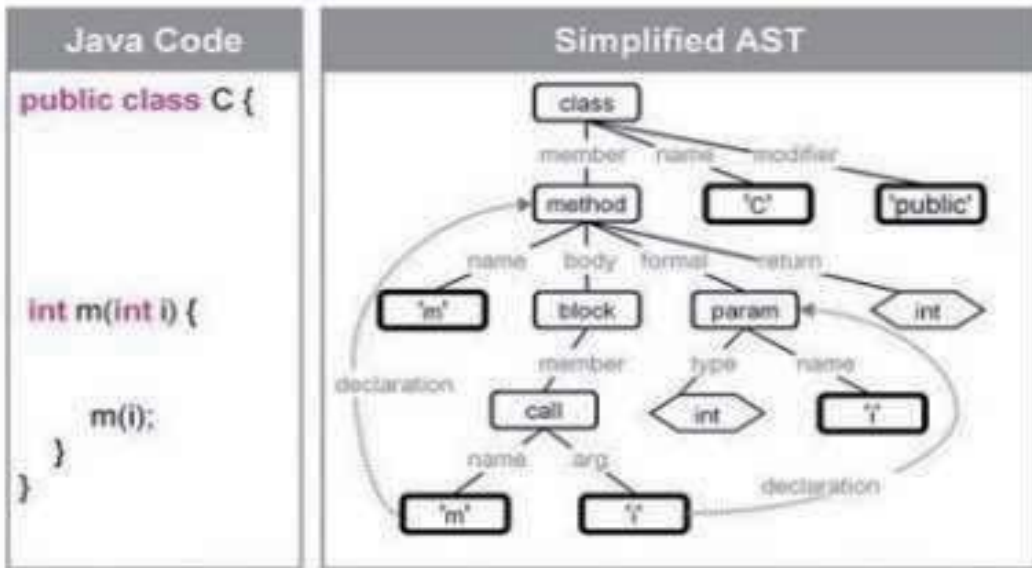 Java Code
Simplified AST
public class C {
int m(int i) {
m(i);
}
}
class
member name modifier
method 'C' 'public'
name body formal return
'm' block param int
member type name
declaration
call int 'i'
name arg
declaration
'm' 'i'